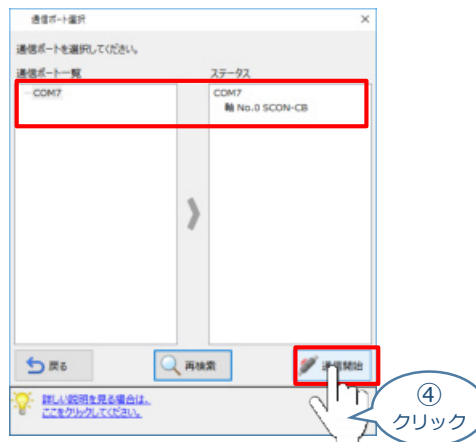 通信ポート選択
通信ポートを選択してください。
通信ポート一覧
ステータス
COM7
COM7
軸 No.0 SCON-CB
戻る
再検索
通信開始
詳しい説明を見る場合は、
ここをクリックしてください。
④
クリック